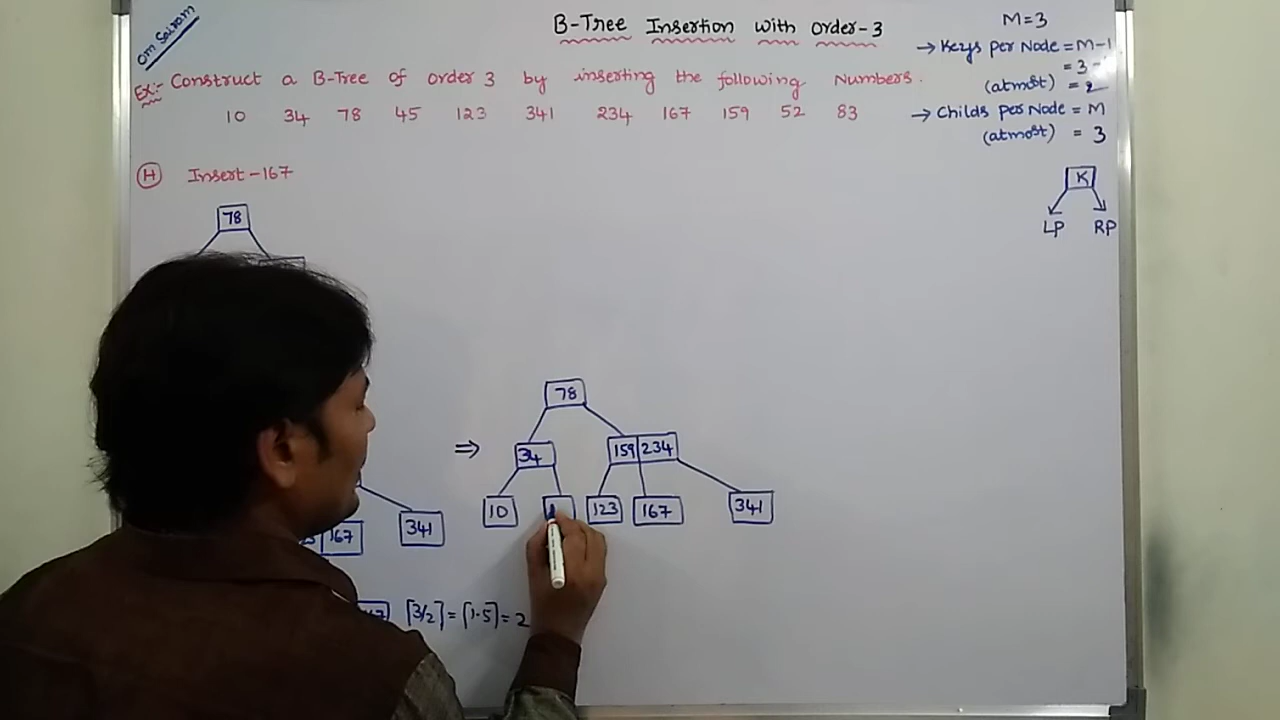 om Sairam
B-Tree Insertion with order-3
M=3
→ Keys per Node = M-1
= 3-
(atmost) = 2
Ex:- Construct a B-Tree of order 3 by inserting the following Numbers.
10 34 78 45 123 341 234 167 159 52 83
→ Childs per Node = M
(atmost) = 3
H Insert-167
K
LP RP
78
78
⇒ 34 159 234
10 123 167 341
167 341
⌈3/2⌉ = ⌈1.5⌉ = 2